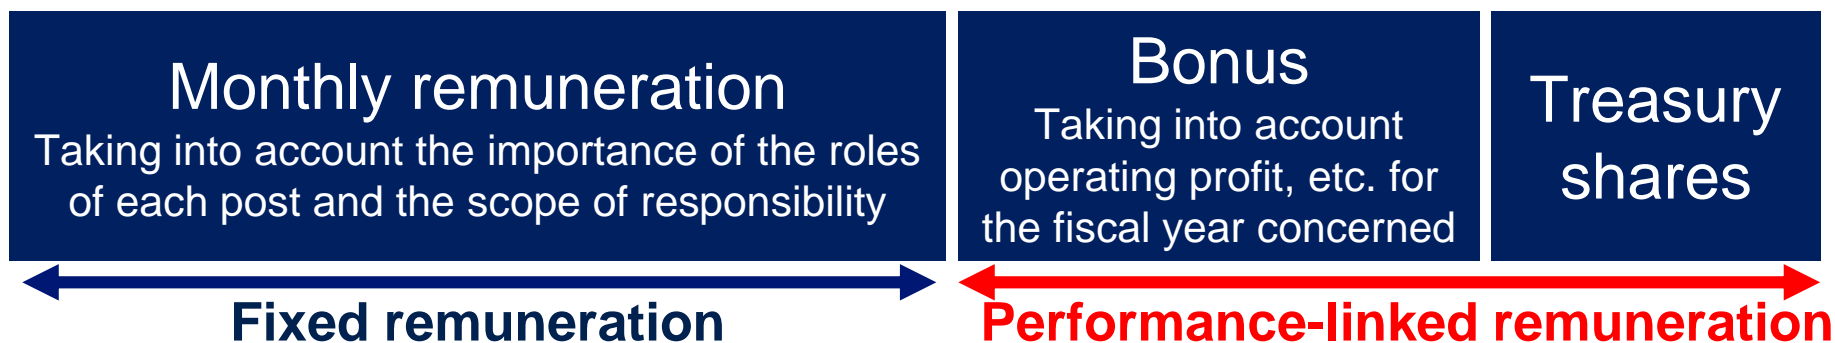 Monthly remuneration
Taking into account the importance of the roles
of each post and the scope of responsibility
Bonus
Taking into account
operating profit, etc. for
the fiscal year concerned
Treasury
shares
Fixed remuneration
Performance-linked remuneration